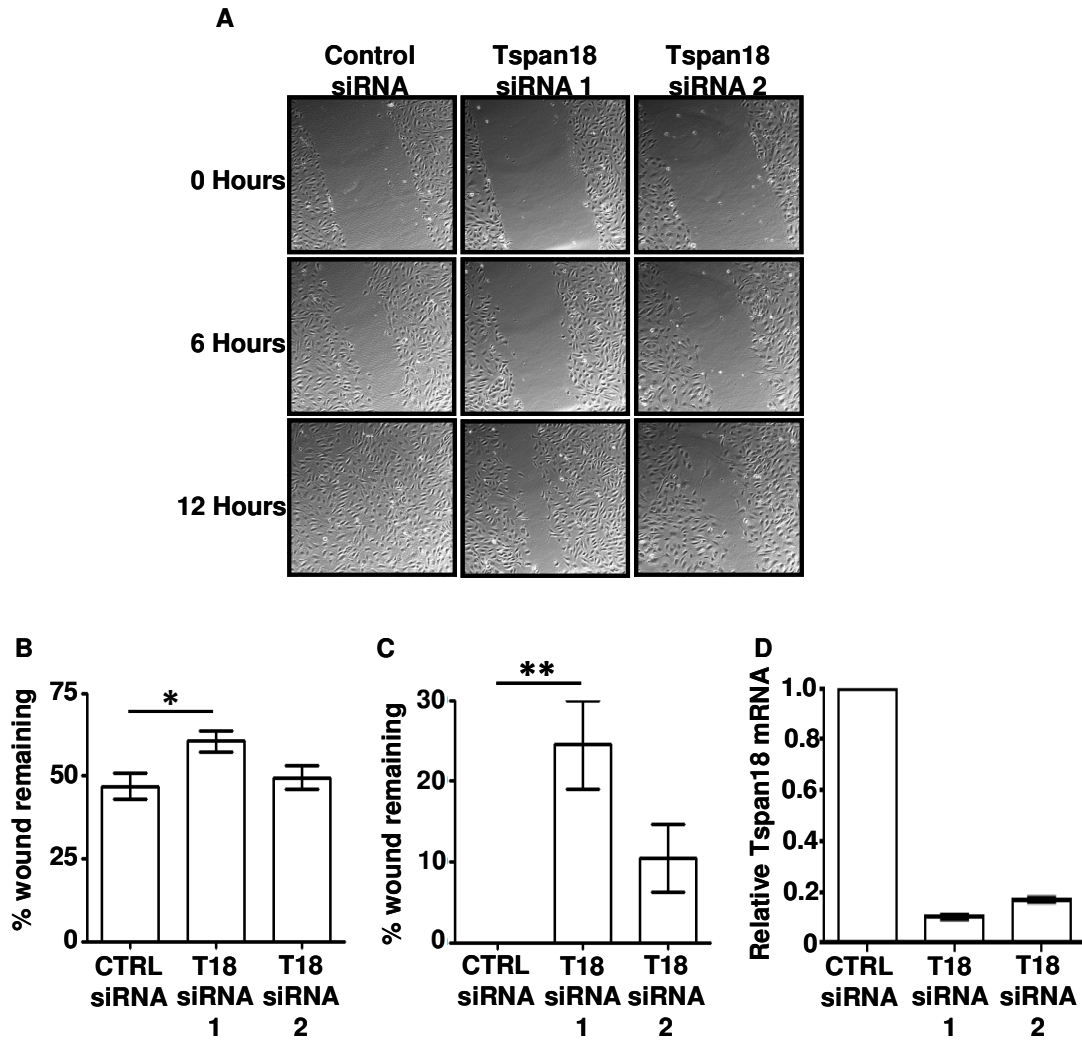 A
Control
siRNA
Tspan18
siRNA 1
Tspan18
siRNA 2
0 Hours
6 Hours
12 Hours
B
% wound remaining
75
50
25
0
*
CTRL
siRNA
T18
siRNA
1
T18
siRNA
2
C
% wound remaining
30
20
10
0
**
CTRL
siRNA
T18
siRNA
1
T18
siRNA
2
D
Relative Tspan18 mRNA
1.0
0.8
0.6
0.4
0.2
0
CTRL
siRNA
T18
siRNA
1
T18
siRNA
2